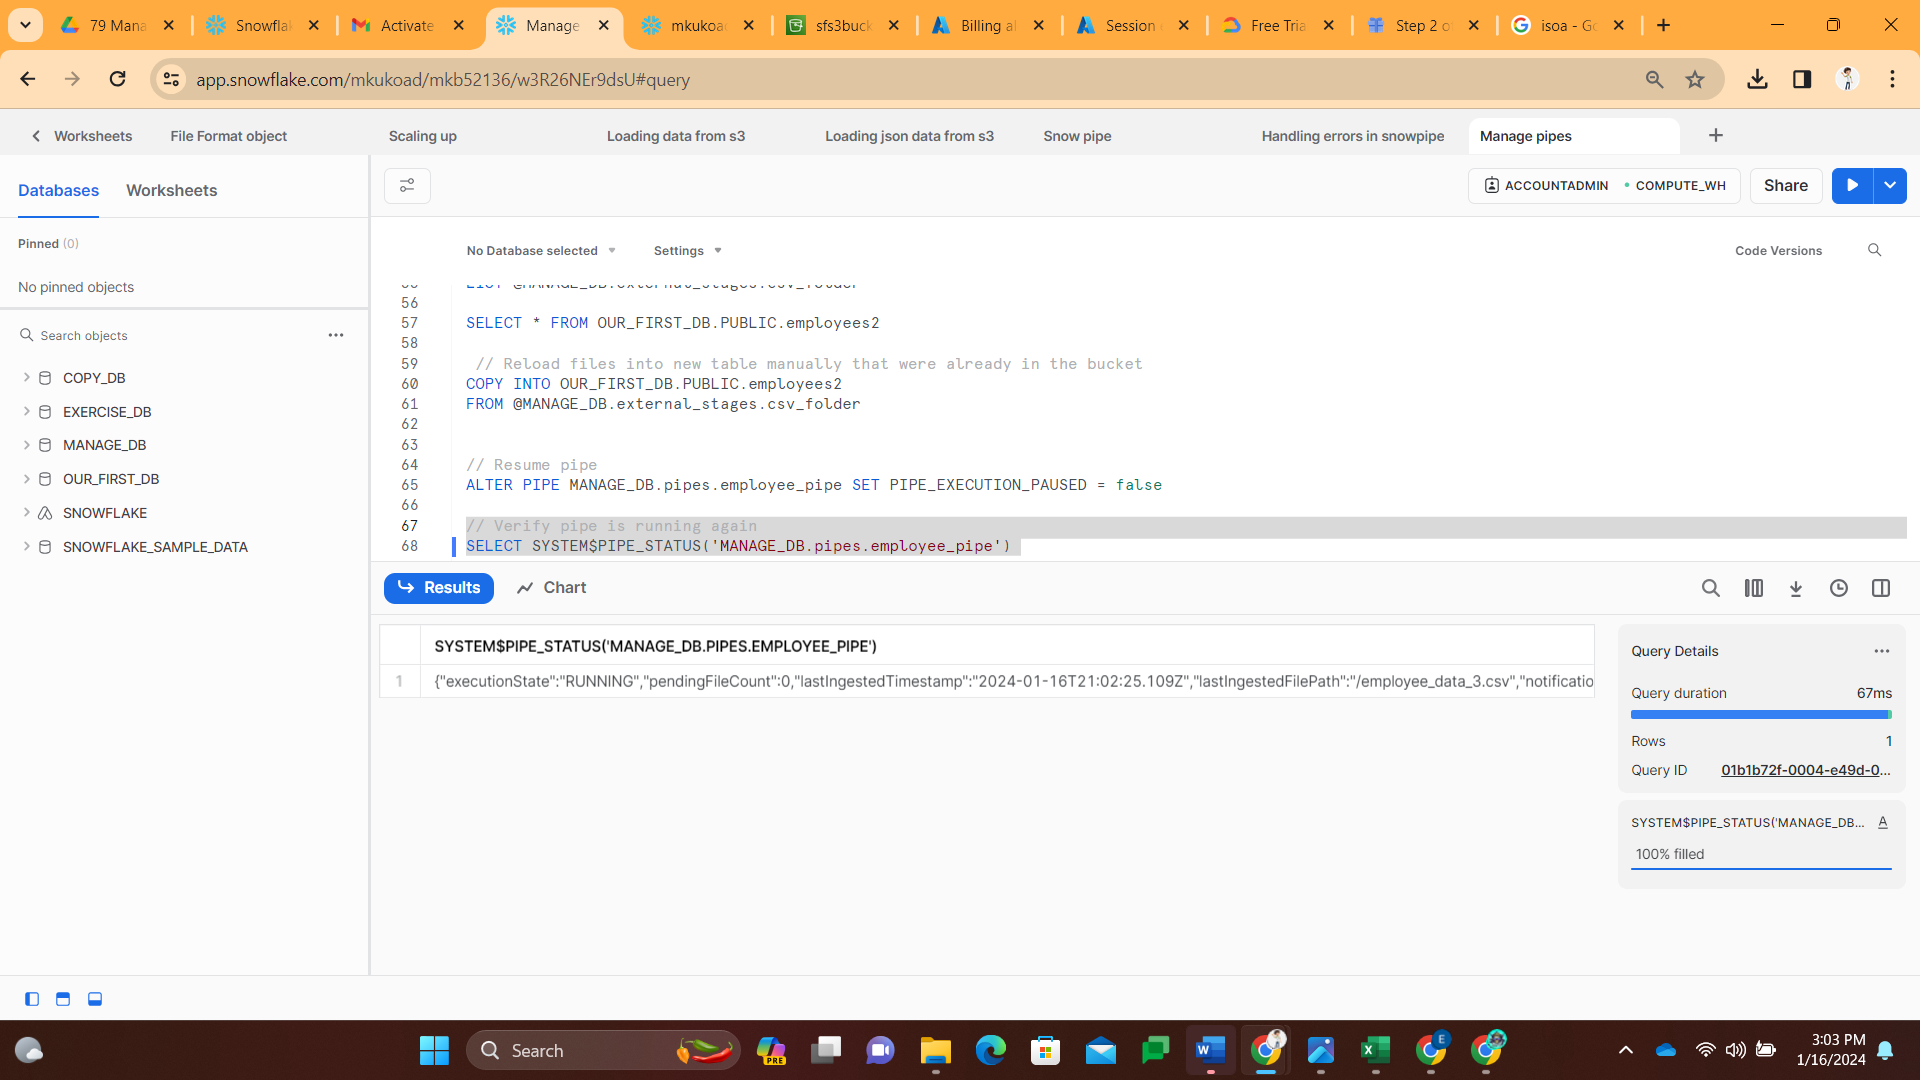 79 Mana
Snowflak
Activate
Manage
mkukoad
sfs3buck
Billing al
Session
Free Tria
Step 2 o
isoa - Go
app.snowflake.com/mkukoad/mkb52136/w3R26NEr9dsU#query
Worksheets
File Format object
Scaling up
Loading data from s3
Loading json data from s3
Snow pipe
Handling errors in snowpipe
Manage pipes
Databases
Worksheets
ACCOUNTADMIN
COMPUTE_WH
Share
Pinned (0)
No pinned objects
No Database selected
Settings
Code Versions
Search objects
COPY_DB
EXERCISE_DB
MANAGE_DB
OUR_FIRST_DB
SNOWFLAKE
SNOWFLAKE_SAMPLE_DATA
56
57 SELECT * FROM OUR_FIRST_DB.PUBLIC.employees2
58
59 // Reload files into new table manually that were already in the bucket
60 COPY INTO OUR_FIRST_DB.PUBLIC.employees2
61 FROM @MANAGE_DB.external_stages.csv_folder
62
63
64 // Resume pipe
65 ALTER PIPE MANAGE_DB.pipes.employee_pipe SET PIPE_EXECUTION_PAUSED = false
66
67 // Verify pipe is running again
68 SELECT SYSTEM$PIPE_STATUS('MANAGE_DB.pipes.employee_pipe')
Results
Chart
SYSTEM$PIPE_STATUS('MANAGE_DB.PIPES.EMPLOYEE_PIPE')
1 {"executionState":"RUNNING","pendingFileCount":0,"lastIngestedTimestamp":"2024-01-16T21:02:25.109Z","lastIngestedFilePath":"/employee_data_3.csv","notificatio
Query Details
Query duration 67ms
Rows 1
Query ID 01b1b72f-0004-e49d-0...
SYSTEM$PIPE_STATUS('MANAGE_DB... A
100% filled
Search
PRE
E
3:03 PM
1/16/2024